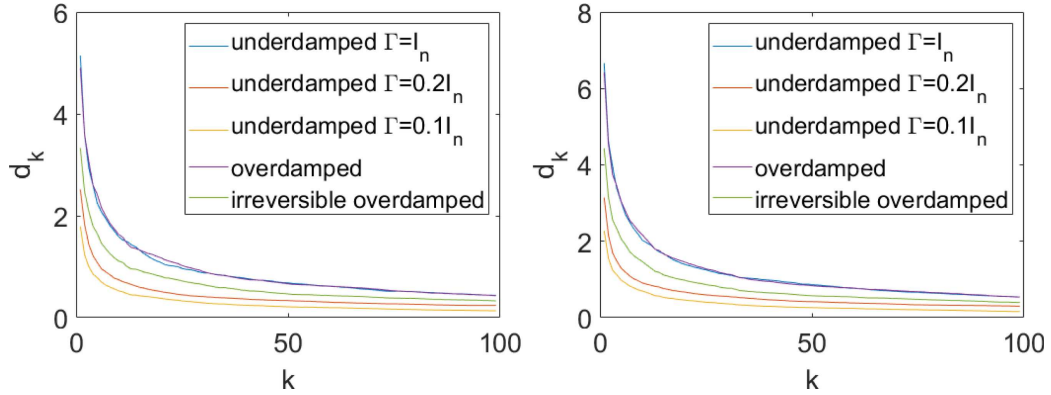 6
4
2
0
d_k
underdamped Γ=I_n
underdamped Γ=0.2I_n
underdamped Γ=0.1I_n
overdamped
irreversible overdamped
0
50
100
k
8
6
4
2
0
d_k
underdamped Γ=I_n
underdamped Γ=0.2I_n
underdamped Γ=0.1I_n
overdamped
irreversible overdamped
0
50
100
k